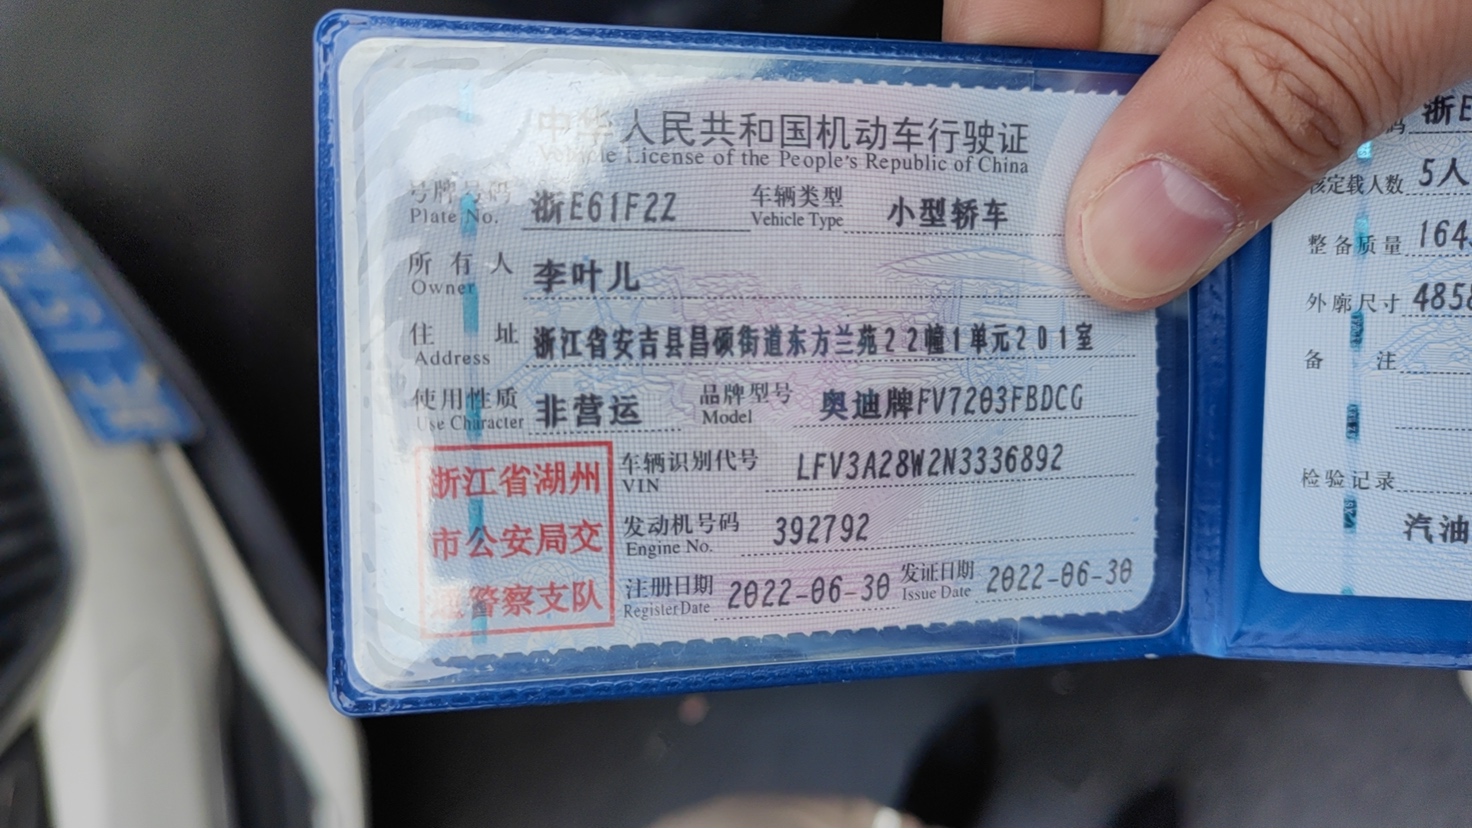 中华人民共和国机动车行驶证
Vehicle License of the People's Republic of China
号牌号码 浙E61F2Z 车辆类型 小型轿车
Plate No. Vehicle Type
所有人 李叶儿
Owner
住址 浙江省安吉县昌硕街道东方兰苑22幢1单元201室
Address
使用性质 非营运 品牌型号 奥迪牌FV7203FBDCG
Use Character Model
浙江省湖州
市公安局交
通警察支队
车辆识别代号 LFV3A28W2N3336892
VIN
发动机号码 392792
Engine No.
注册日期 2022-06-30 发证日期 2022-06-30
Register Date Issue Date
码 浙E
核定载人数 5人
整备质量 164
外廓尺寸 485
备注
检验记录
汽油